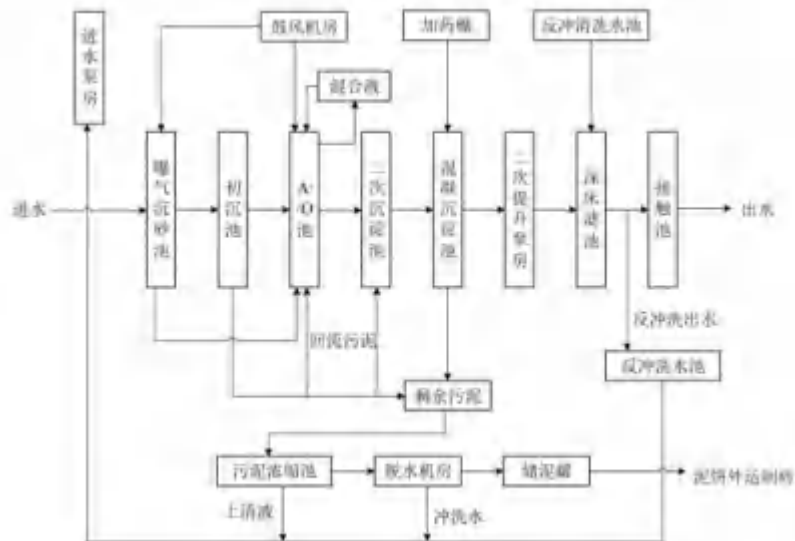 进水泵房
鼓风机房
加药
反冲清洗水池
混合液
进水
曝气沉砂池
初沉池
A/O池
二次沉淀池
混凝沉淀池
二次提升泵房
深床滤池
接触池
出水
回流污泥
反冲洗出水
反冲洗水池
剩余污泥
污泥浓缩池
脱水机房
储泥罐
泥饼外运制砖
上清液
冲洗水